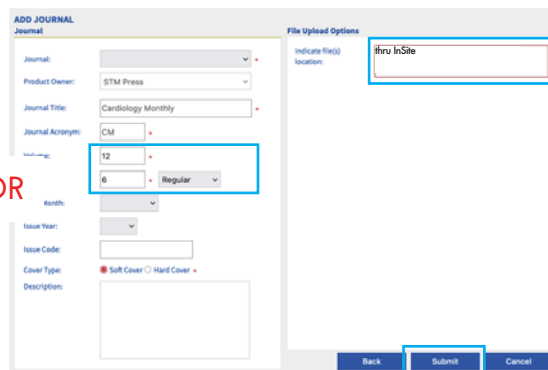 ADD JOURNAL
Journal
Journal: *
Product Owner: STM Press
Journal Title: Cardiology Monthly *
Journal Acronym: CM *
12 *
6 * Regular
OR
Issue Year:
Issue Code:
Cover Type: Soft Cover Hard Cover *
Description:
File Upload Options
Indicate file(s) thru InSite
location:
Back Submit Cancel